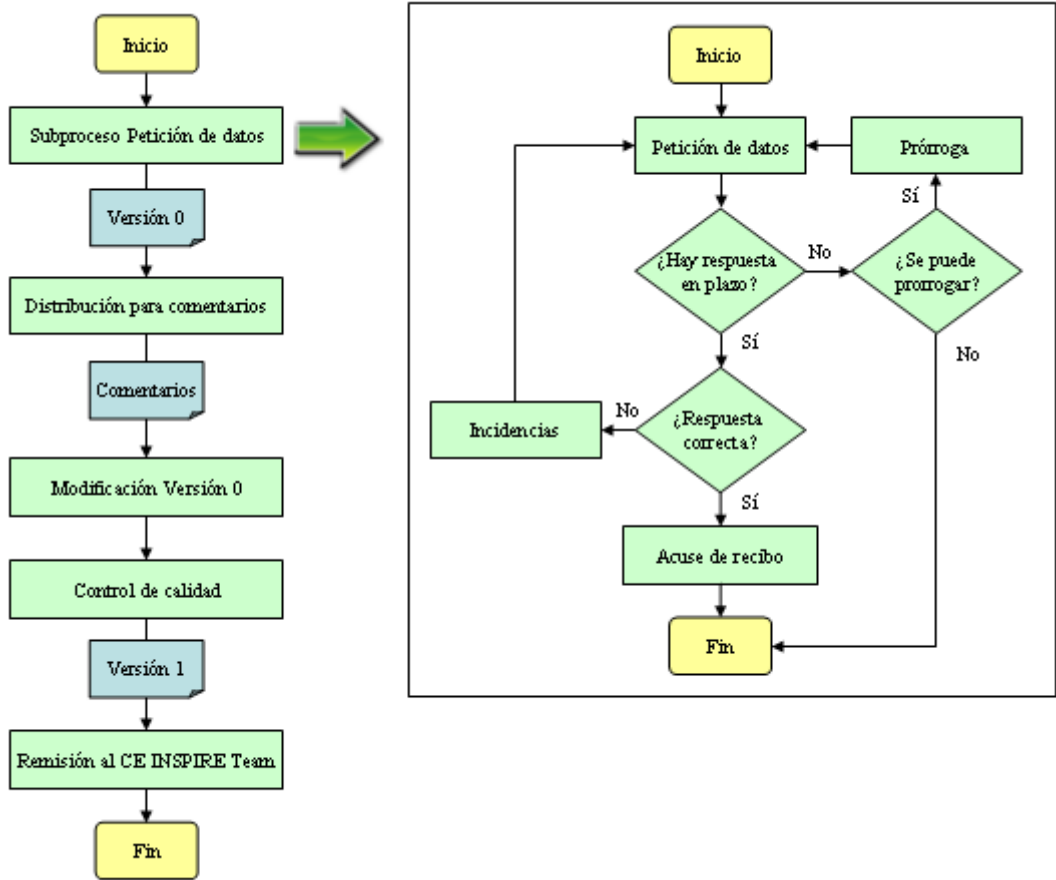 Inicio
Subproceso Petición de datos
Versión 0
Distribución para comentarios
Comentarios
Modificación Versión 0
Control de calidad
Versión 1
Remisión al CE INSPIRE Team
Fin
Inicio
Petición de datos
Prórroga
Sí
¿Hay respuesta
en plazo?
No
¿Se puede
prorrogar?
Sí
No
Incidencias
No
¿Respuesta
correcta?
Sí
Acuse de recibo
Fin